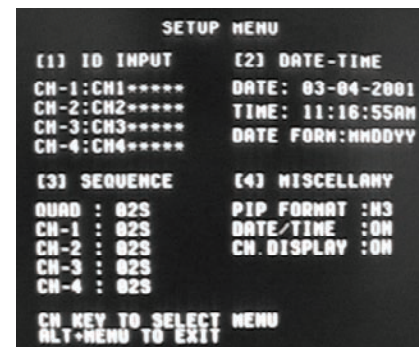 SETUP MENU
[1] ID INPUT
CH-1:CH1*****
CH-2:CH2*****
CH-3:CH3*****
CH-4:CH4*****
[2] DATE-TIME
DATE: 03-04-2001
TIME: 11:16:55AM
DATE FORM:MMDDYY
[3] SEQUENCE
QUAD : 02S
CH-1 : 02S
CH-2 : 02S
CH-3 : 02S
CH-4 : 02S
[4] MISCELLANY
PIP FORMAT :H3
DATE/TIME :ON
CH.DISPLAY :ON
CH KEY TO SELECT MENU
ALT+MENU TO EXIT